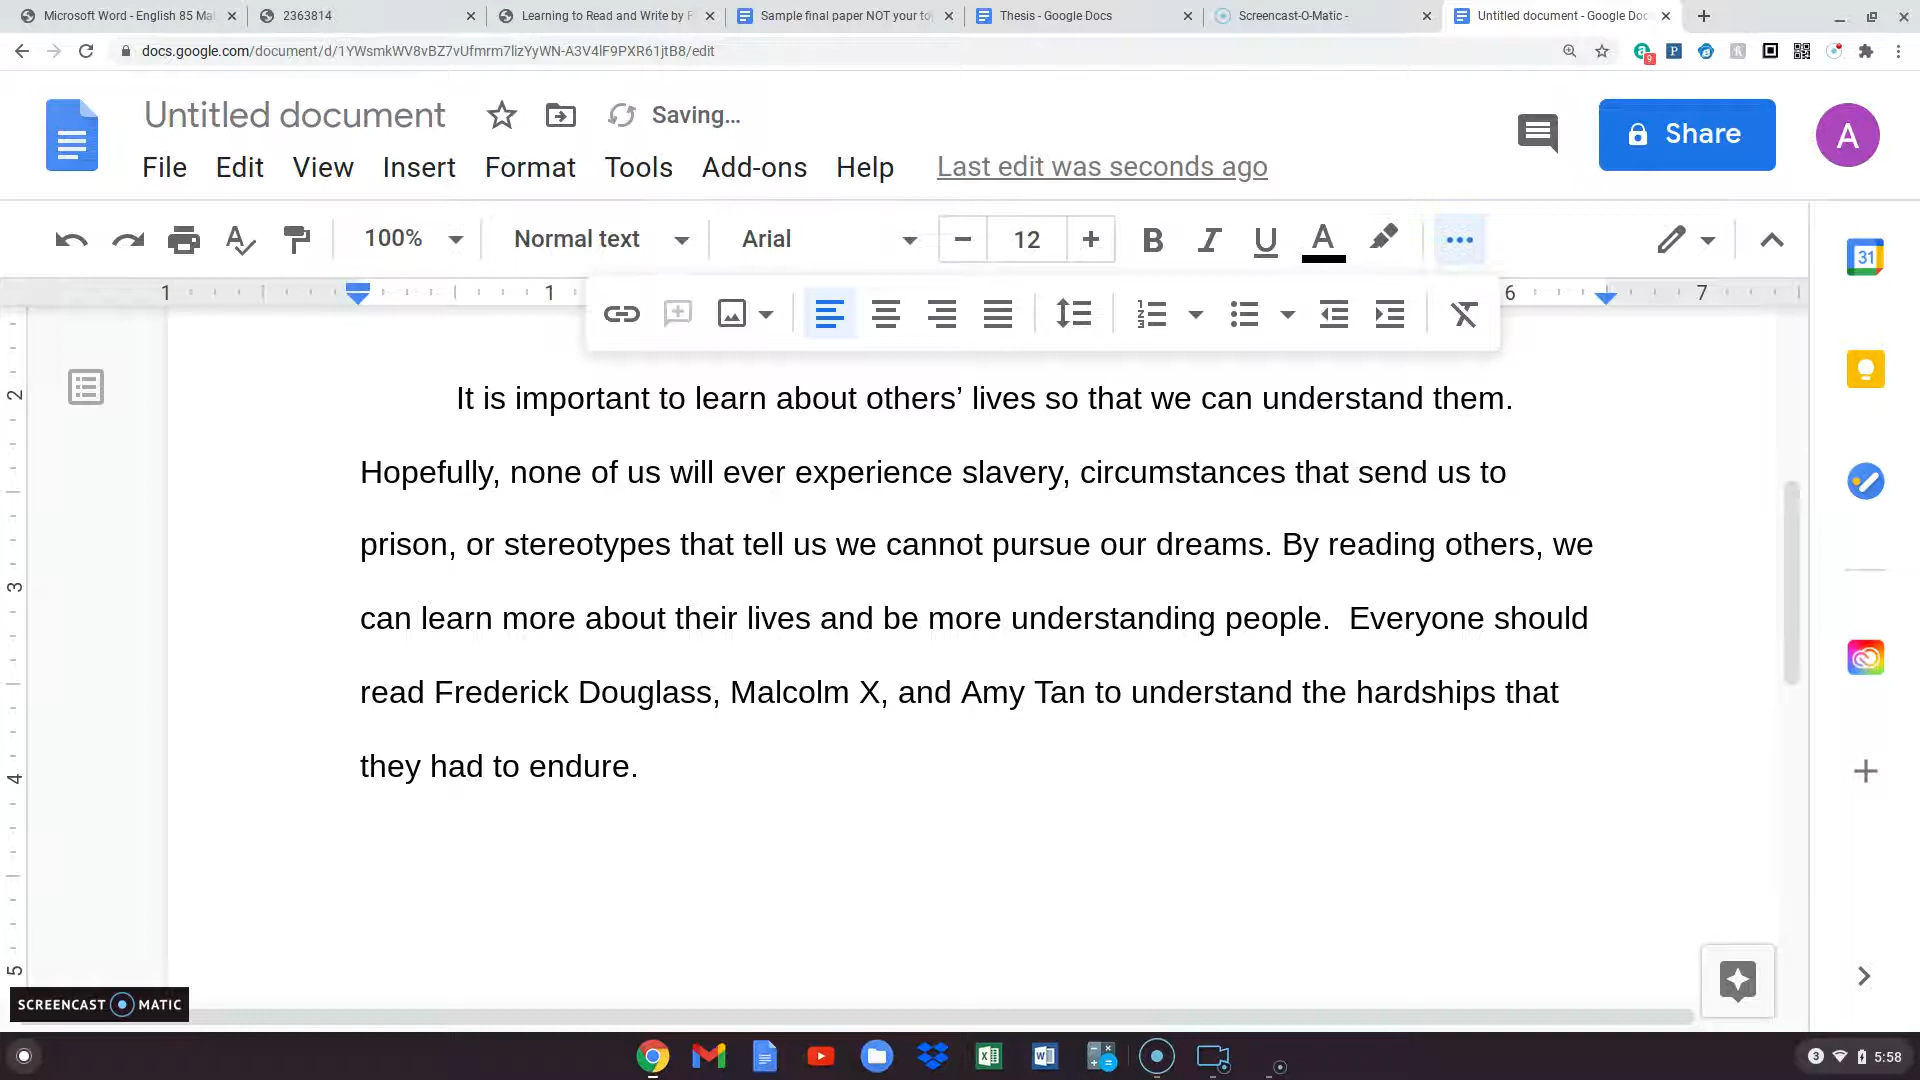 Microsoft Word - English 85 Ma
2363814
Learning to Read and Write by F
Sample final paper NOT your to
Thesis - Google Docs
Screencast-O-Matic -
Untitled document - Google Doc
docs.google.com/document/d/1YWsmkWV8vBZ7vUfmrm7lizYyWN-A3V4lF9PXR61jtB8/edit
9
Untitled document
Saving...
Share
A
File Edit View Insert Format Tools Add-ons Help Last edit was seconds ago
100% Normal text Arial 12 B I U A
31
1 1 6 7
It is important to learn about others’ lives so that we can understand them.
Hopefully, none of us will ever experience slavery, circumstances that send us to
prison, or stereotypes that tell us we cannot pursue our dreams. By reading others, we
can learn more about their lives and be more understanding people.  Everyone should
read Frederick Douglass, Malcolm X, and Amy Tan to understand the hardships that
they had to endure.
2
3
4
5
SCREENCAST MATIC
3 5:58